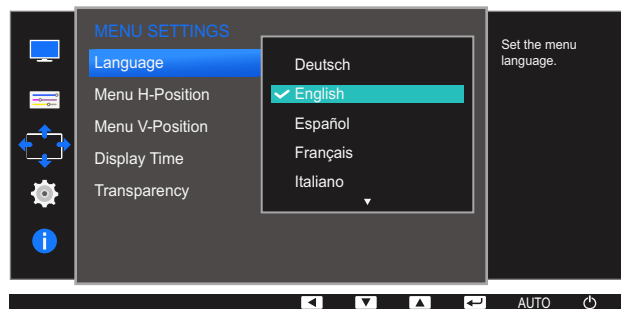 MENU SETTINGS
Language
Menu H-Position
Menu V-Position
Display Time
Transparency
Deutsch
English
Español
Français
Italiano
Set the menu
language.
AUTO